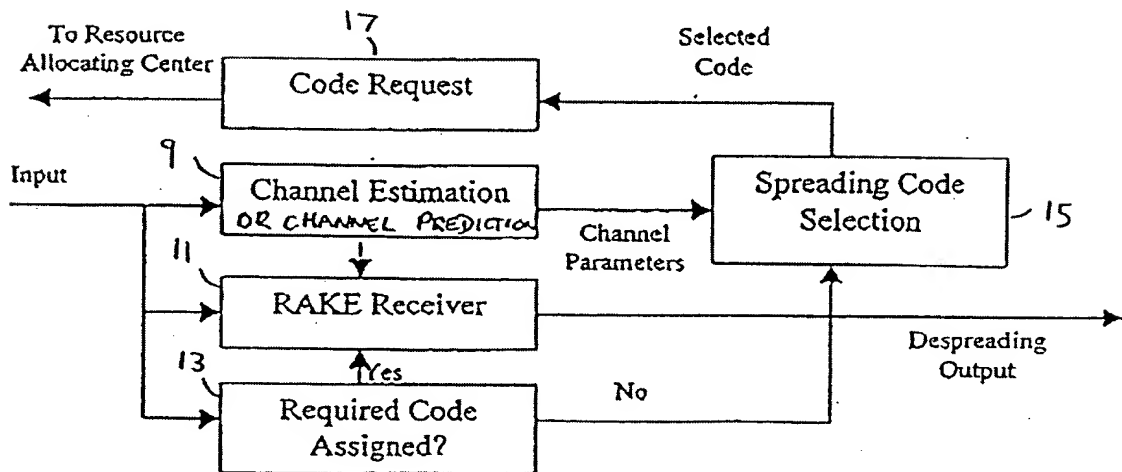 17
To Resource
Allocating Center
Code Request
Selected
Code
9
Input
Channel Estimation
OR CHANNEL PREDICTION
Channel
Parameters
Spreading Code
Selection
15
11
RAKE Receiver
Despreading
Output
13
Yes
No
Required Code
Assigned?